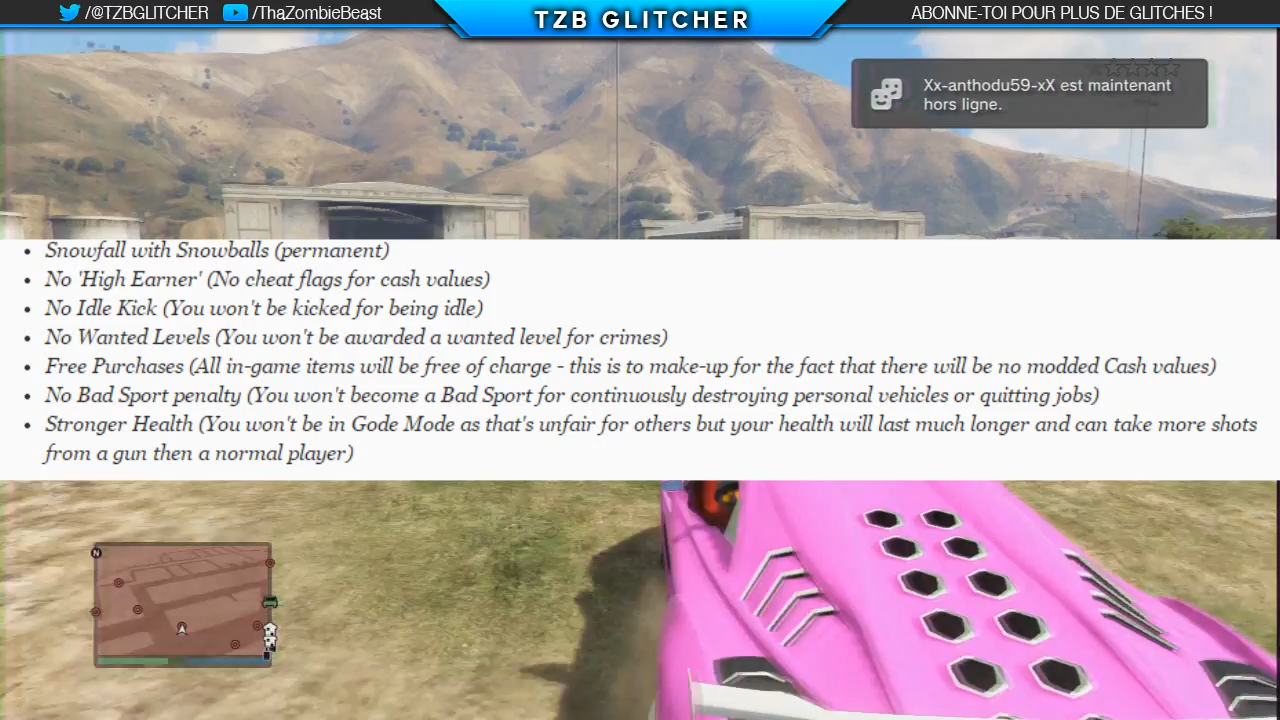 /@TZBGLITCHER
/ThaZombieBeast
TZB GLITCHER
ABONNE-TOI POUR PLUS DE GLITCHES !
Xx-anthodu59-xX est maintenant
hors ligne.
• Snowfall with Snowballs (permanent)
• No 'High Earner' (No cheat flags for cash values)
• No Idle Kick (You won't be kicked for being idle)
• No Wanted Levels (You won't be awarded a wanted level for crimes)
• Free Purchases (All in-game items will be free of charge - this is to make-up for the fact that there will be no modded Cash values)
• No Bad Sport penalty (You won't become a Bad Sport for continuously destroying personal vehicles or quitting jobs)
• Stronger Health (You won't be in Gode Mode as that's unfair for others but your health will last much longer and can take more shots
from a gun then a normal player)
N